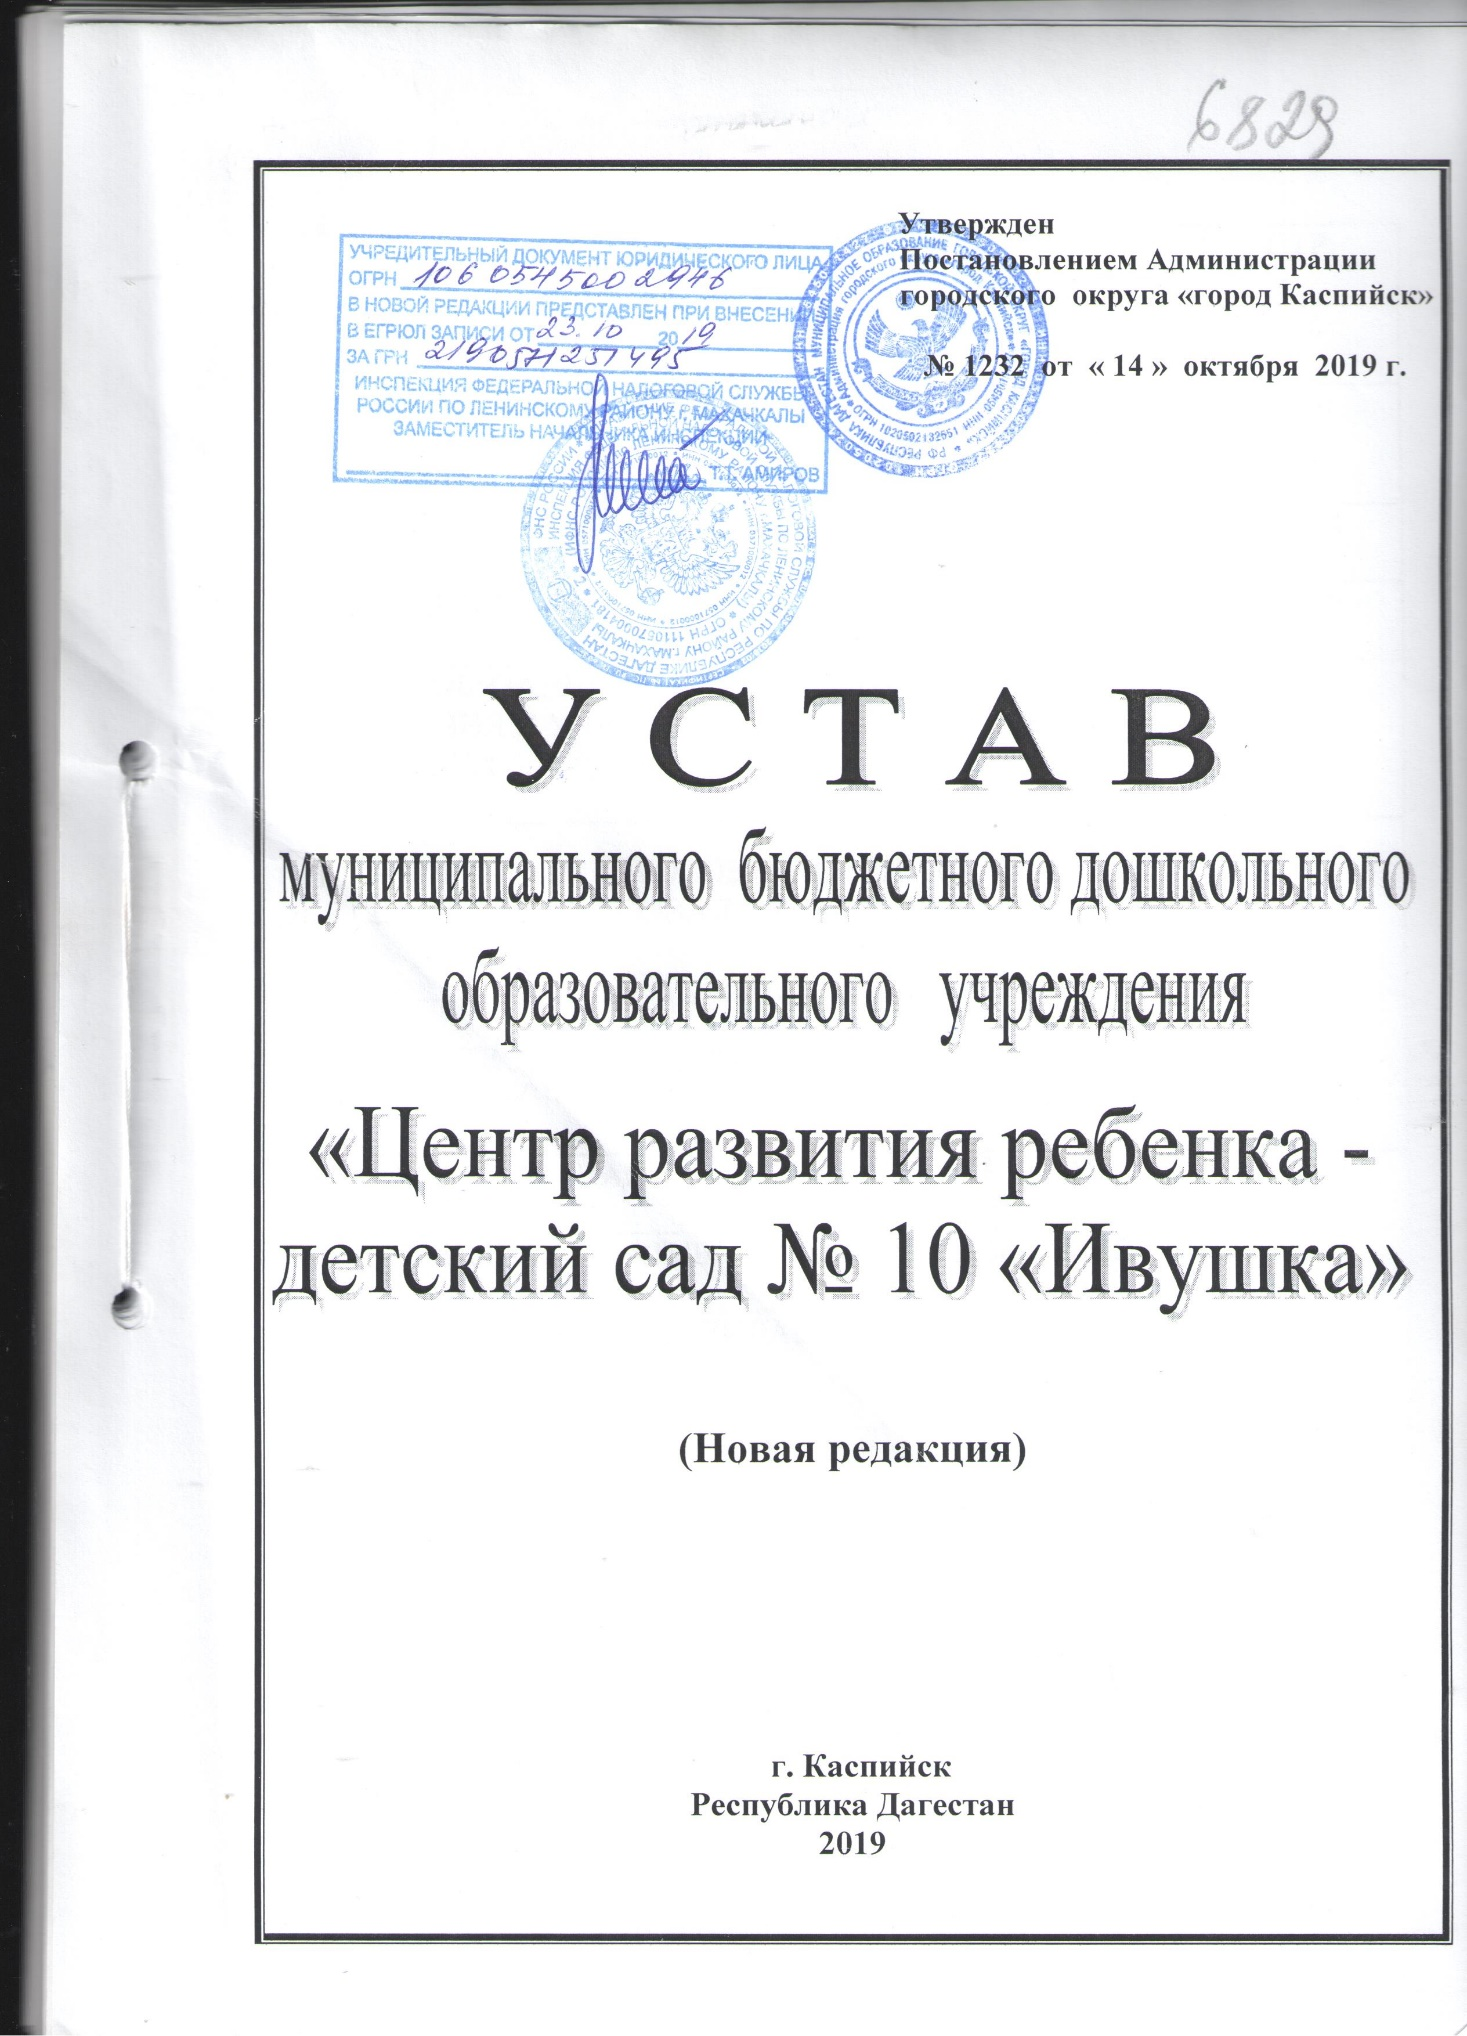 6829
Утвержден
Постановлением Администрации
городского округа «город Каспийск»
№ 1232 от « 14 » октября 2019 г.
УЧРЕДИТЕЛЬНЫЙ ДОКУМЕНТ ЮРИДИЧЕСКОГО ЛИЦА
ОГРН 1060545002946
В НОВОЙ РЕДАКЦИИ ПРЕДСТАВЛЕН ПРИ ВНЕСЕНИ
В ЕГРЮЛ ЗАПИСИ ОТ 23.10 2019
ЗА ГРН 2190571251495
ИНСПЕКЦИЯ ФЕДЕРАЛЬНОЙ НАЛОГОВОЙ СЛУЖБЫ
РОССИИ ПО ЛЕНИНСКОМУ РАЙОНУ г. МАХАЧКАЛЫ
ЗАМЕСТИТЕЛЬ НАЧАЛЬНИКА ИНСПЕКЦИИ
Т.Г. АМИРОВ
У С Т А В
муниципального бюджетного дошкольного
образовательного учреждения
«Центр развития ребенка -
детский сад № 10 «Ивушка»
(Новая редакция)
г. Каспийск
Республика Дагестан
2019